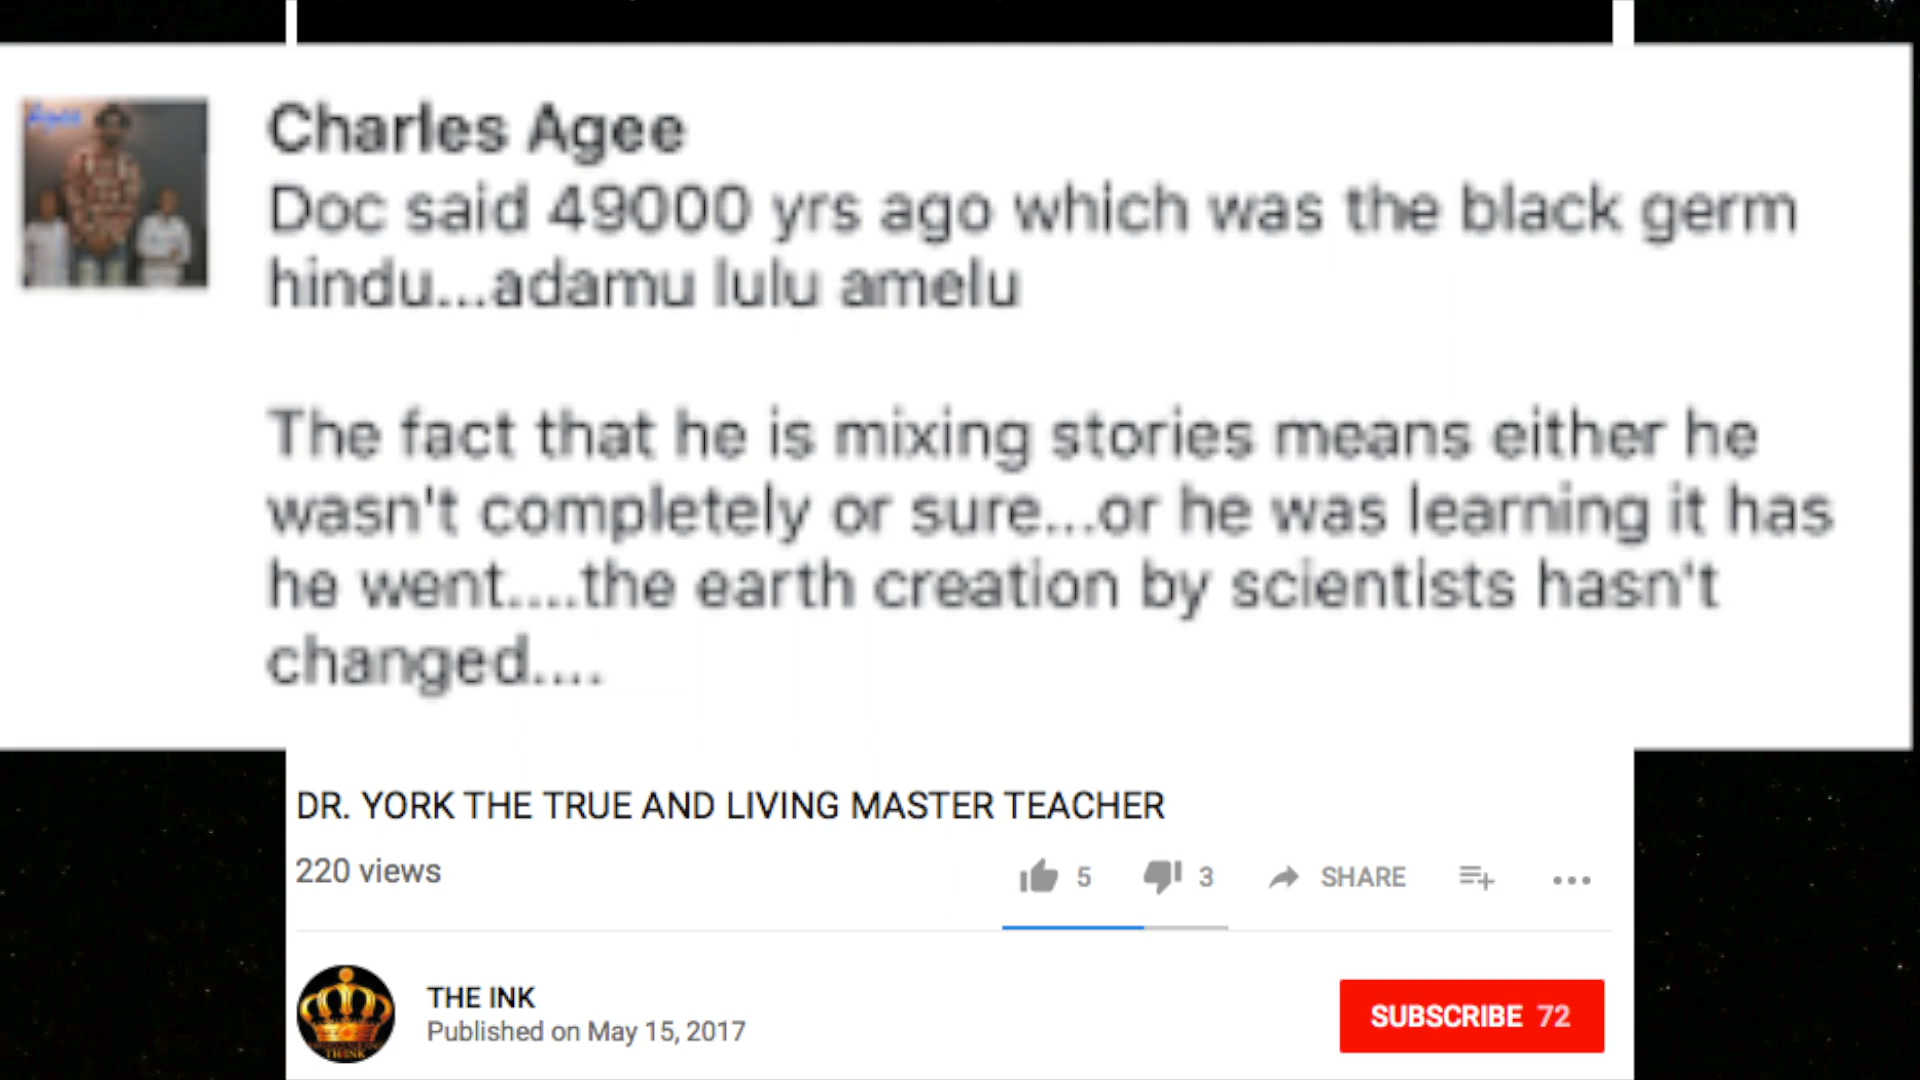 Charles Agee
Doc said 49000 yrs ago which was the black germ
hindu...adamu lulu amelu
The fact that he is mixing stories means either he
wasn't completely or sure...or he was learning it has
he went....the earth creation by scientists hasn't
changed....
DR. YORK THE TRUE AND LIVING MASTER TEACHER
220 views
5 3 SHARE
THE INK
Published on May 15, 2017
SUBSCRIBE 72